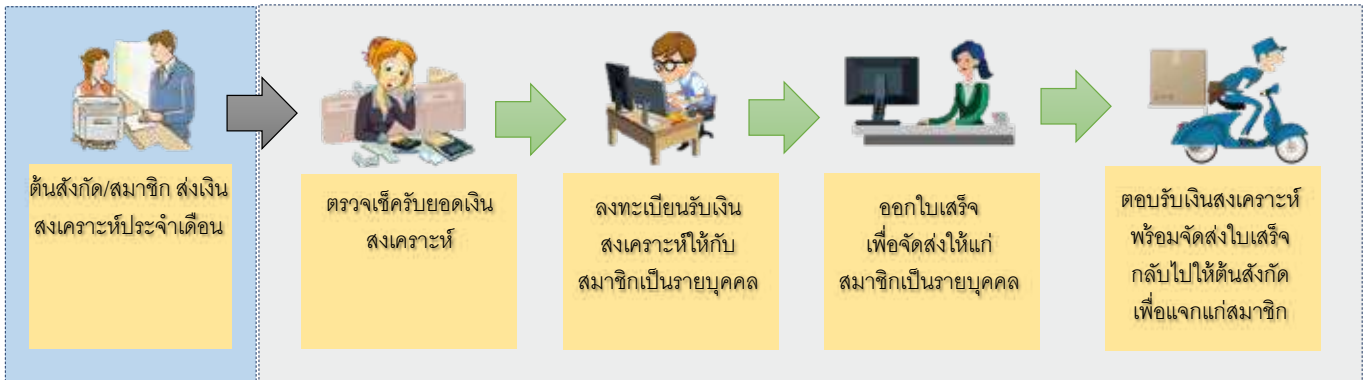 ต้นสังกัด/สมาชิก ส่งเงิน
สงเคราะห์ประจำเดือน
ตรวจเช็ครับยอดเงิน
สงเคราะห์
ลงทะเบียนรับเงิน
สงเคราะห์ให้กับ
สมาชิกเป็นรายบุคคล
ออกใบเสร็จ
เพื่อจัดส่งให้แก่
สมาชิกเป็นรายบุคคล
ตอบรับเงินสงเคราะห์
พร้อมจัดส่งใบเสร็จ
กลับไปให้ต้นสังกัด
เพื่อแจกแก่สมาชิก